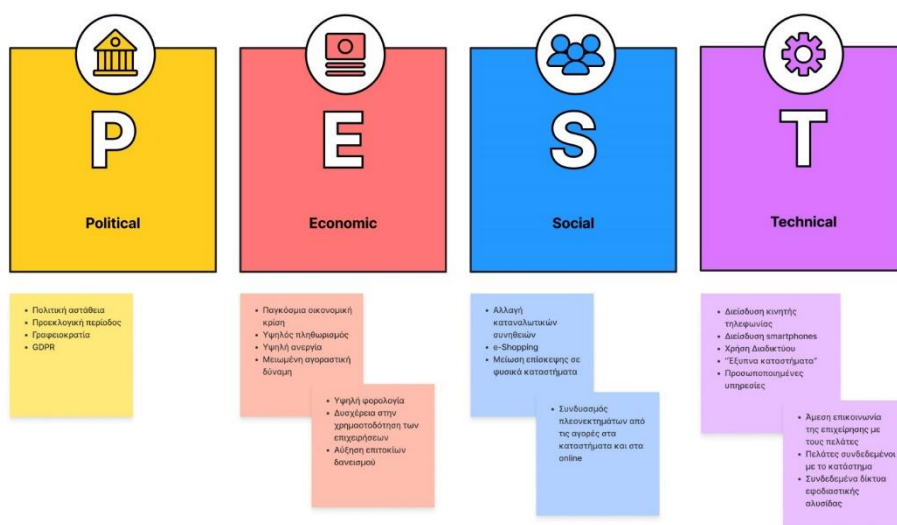 P
Political
E
Economic
S
Social
T
Technical
• Πολιτική αστάθεια
• Προεκλογική περίοδος
• Γραφειοκρατία
• GDPR
• Παγκόσμια οικονομική
κρίση
• Υψηλός πληθωρισμός
• Υψηλή ανεργία
• Μειωμένη αγοραστική
δύναμη
• Υψηλή φορολογία
• Δυσχέρεια στην
χρηματοδότηση των
επιχειρήσεων
• Αύξηση επιτοκίων
δανεισμού
• Αλλαγή
καταναλωτικών
συνηθειών
• e-Shopping
• Μείωση επίσκεψης σε
φυσικά καταστήματα
• Συνδυασμός
πλεονεκτημάτων από
τις αγορές στα
καταστήματα και στα
online
• Διείσδυση κινητής
τηλεφωνίας
• Διείσδυση smartphones
• Χρήση Διαδικτύου
• "Έξυπνα καταστήματα"
• Προσωποποιημένες
υπηρεσίες
• Άμεση επικοινωνία
της επιχείρησης με
τους πελάτες
• Πελάτες συνδεδεμένοι
με το κατάστημα
• Συνδεδεμένα δίκτυα
εφοδιαστικής
αλυσίδας